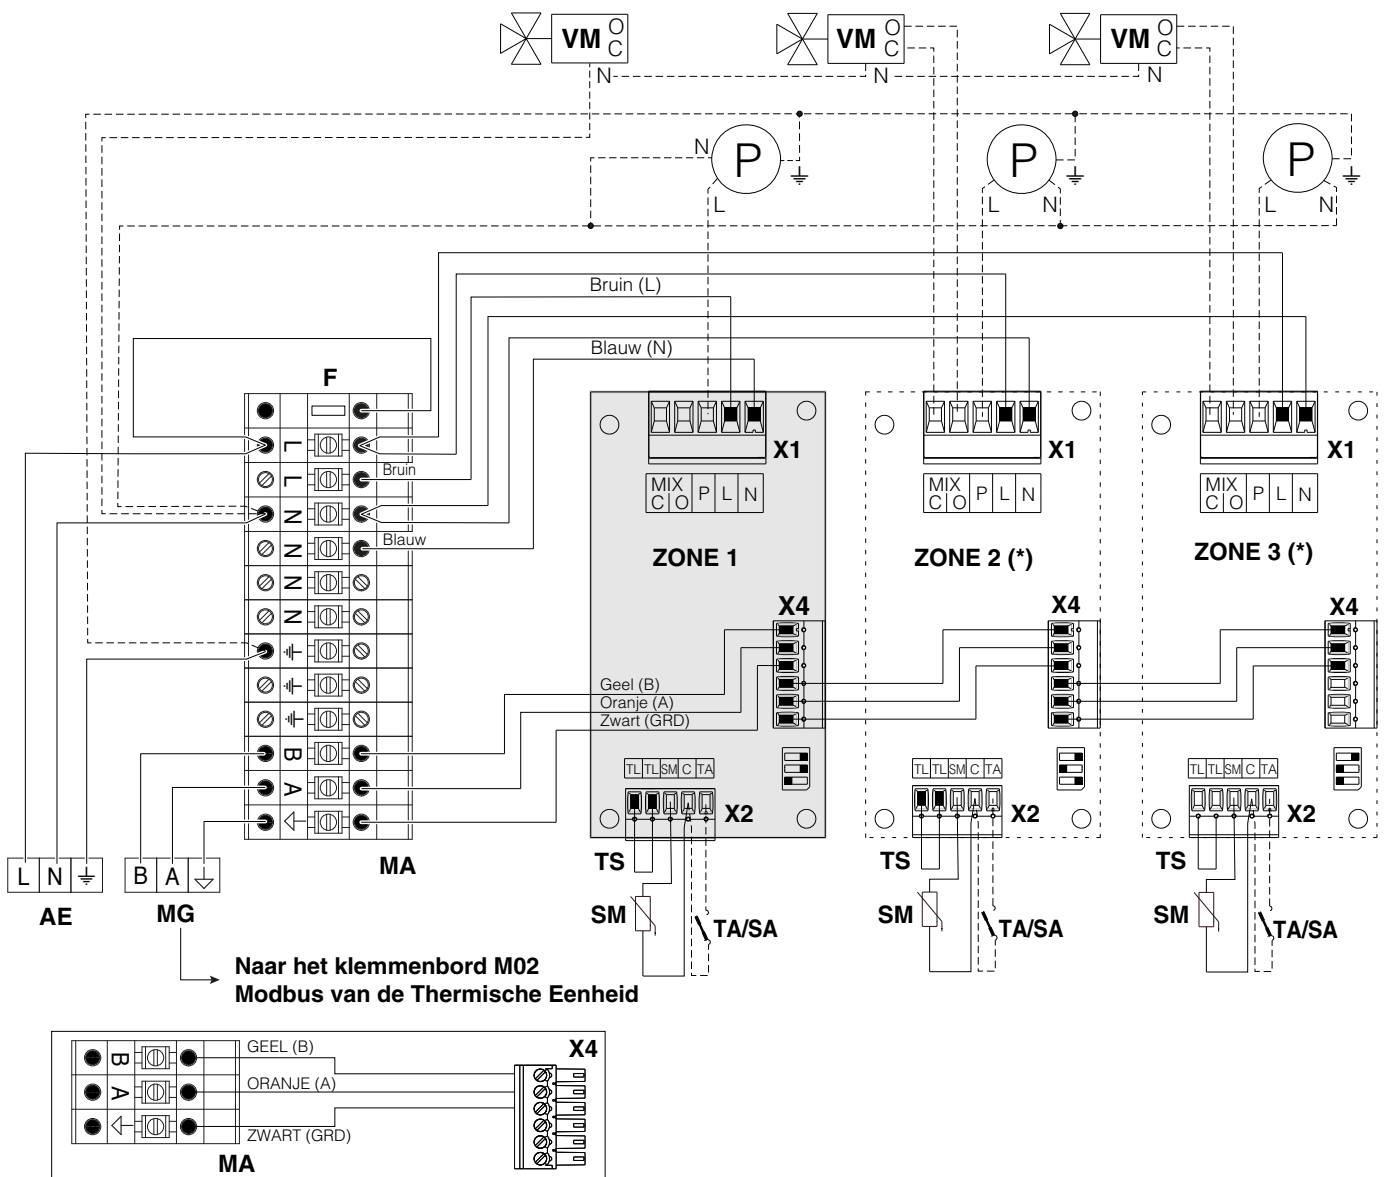 VM O C
VM O C
VM O C
N
N
N
N
P
P
P
L
L
N
L
N
Bruin (L)
Blauw (N)
F
L
L
Bruin
N
N
Blauw
N
N
B
A
MA
X1
X1
X1
MIX
C O P L N
MIX
C O P L N
MIX
C O P L N
ZONE 1
ZONE 2 (*)
ZONE 3 (*)
X4
X4
X4
Geel (B)
Oranje (A)
Zwart (GRD)
TL TL SM C TA
TL TL SM C TA
TL TL SM C TA
X2
X2
X2
TS
TS
TS
SM
SM
SM
TA/SA
TA/SA
TA/SA
L N
B A
AE
MG
Naar het klemmenbord M02
Modbus van de Thermische Eenheid
B
A
GEEL (B)
ORANJE (A)
ZWART (GRD)
X4
MA